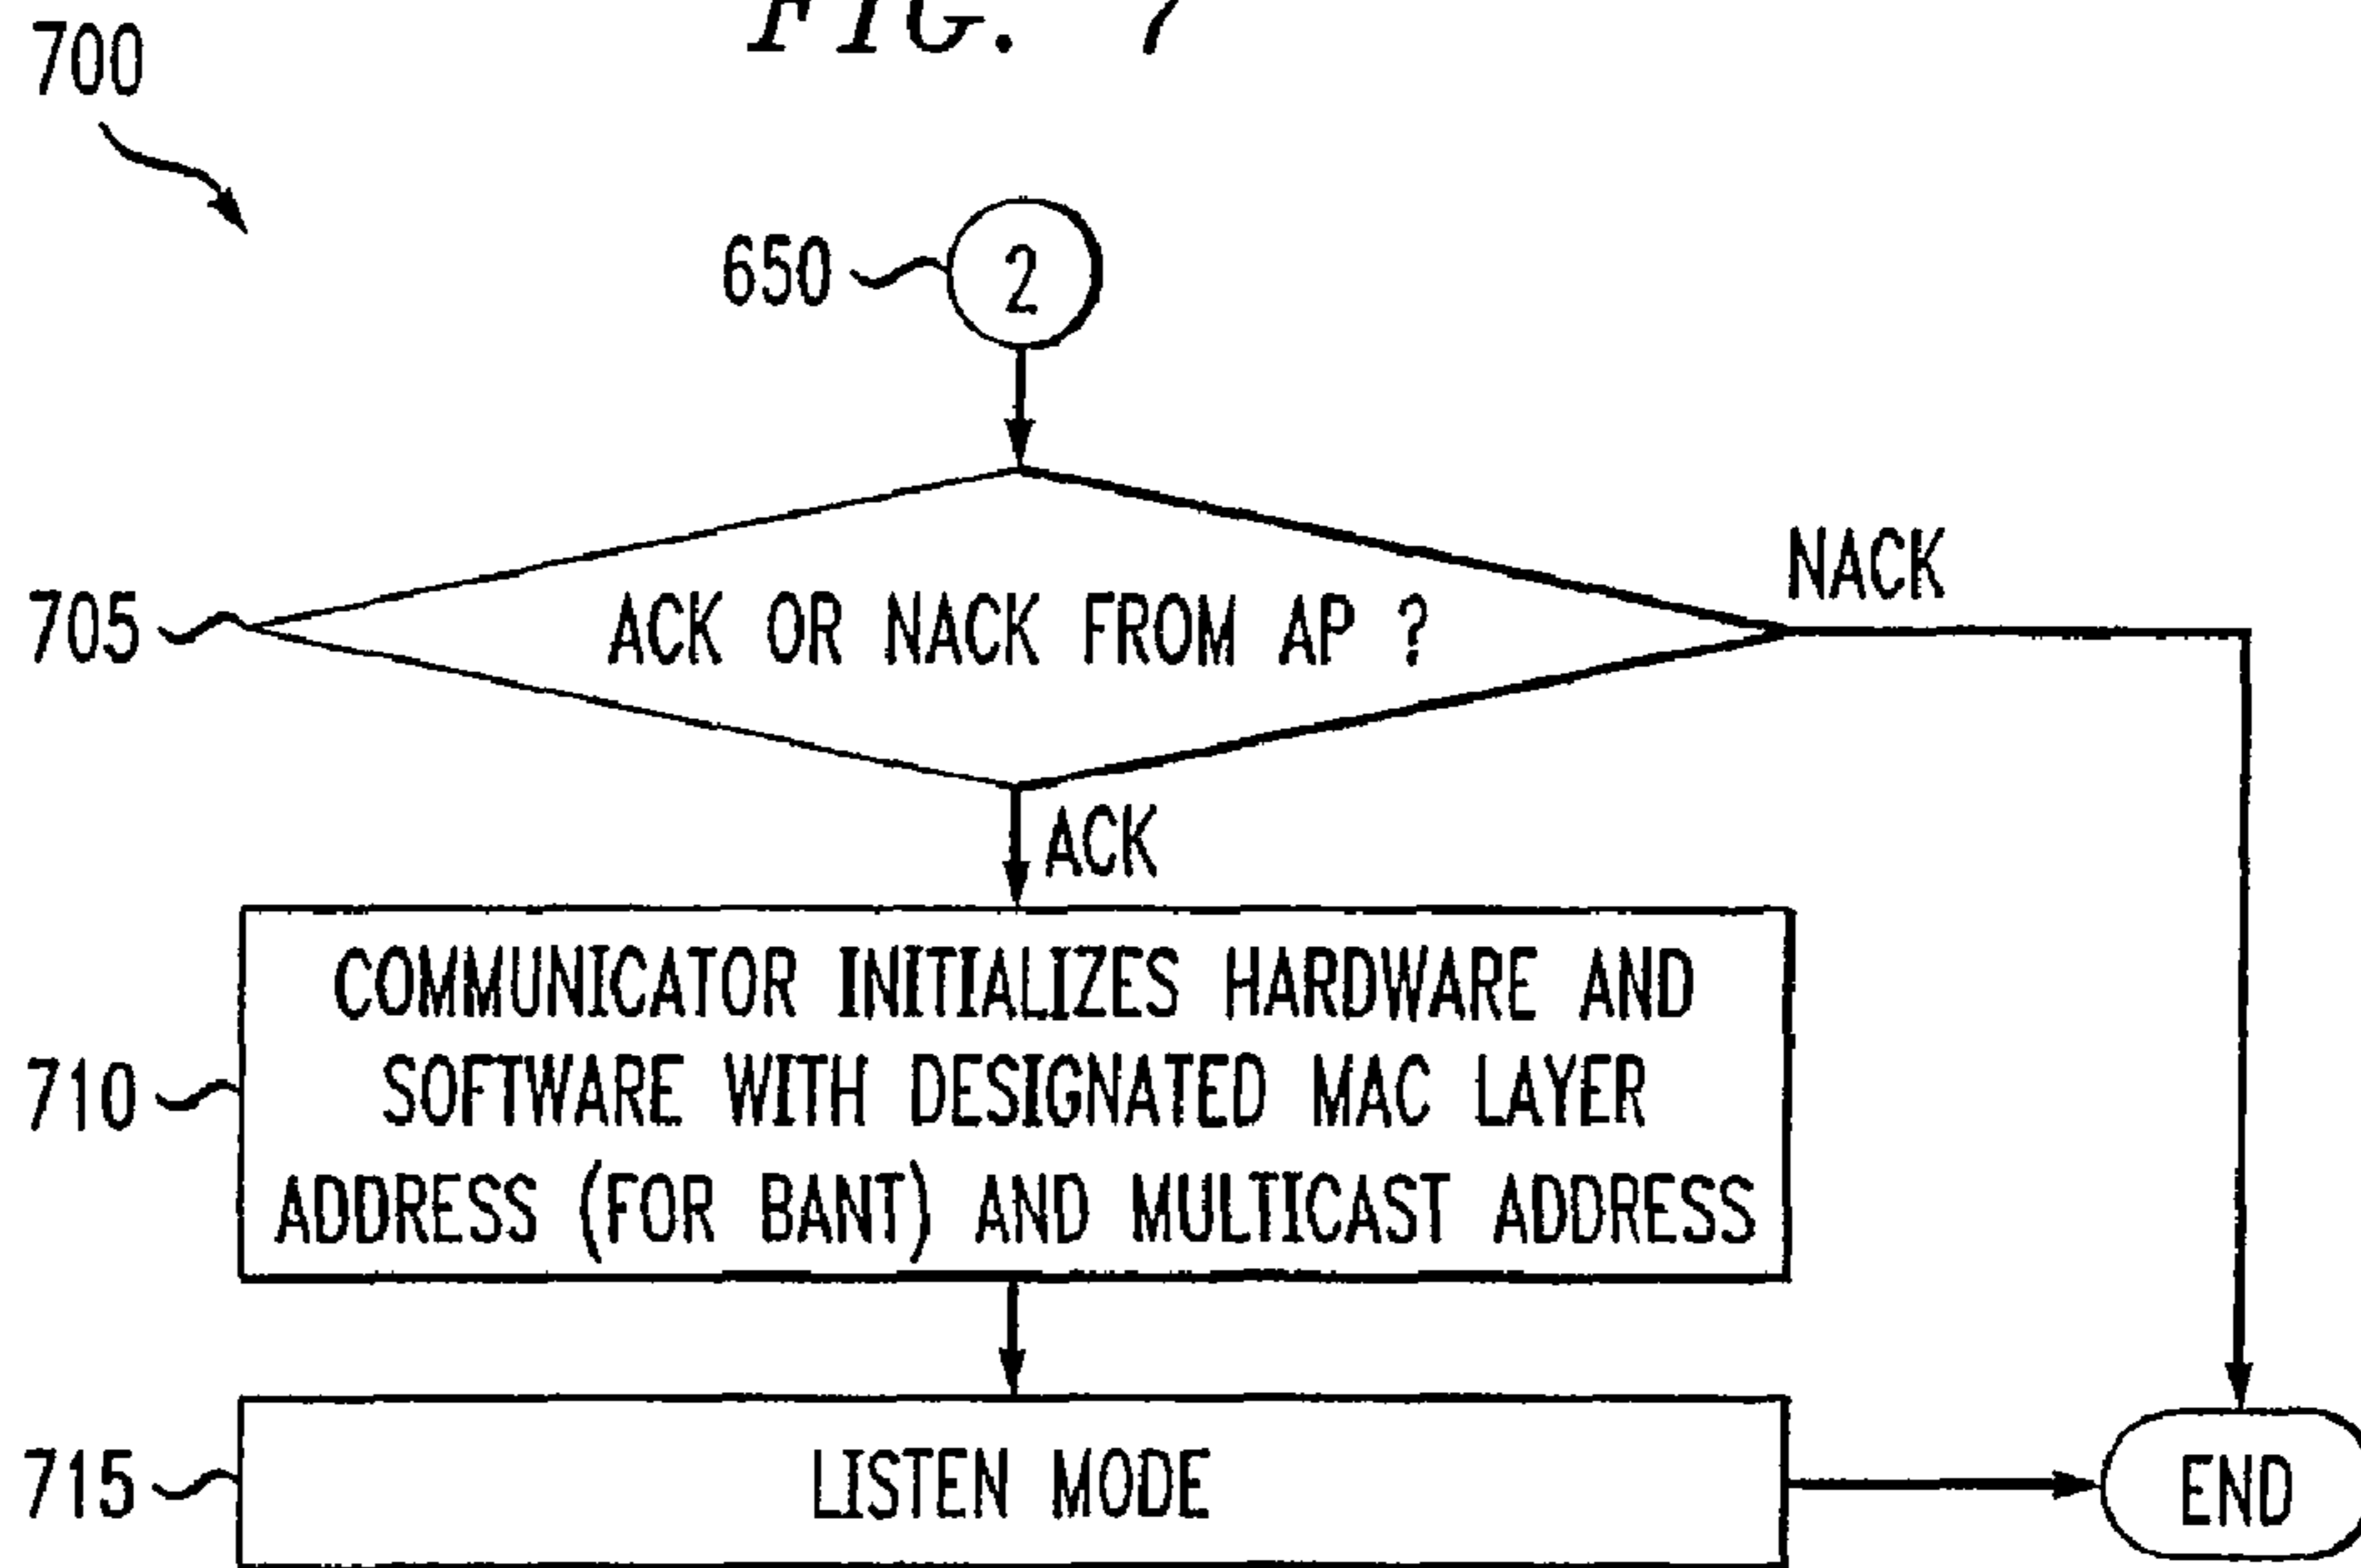 FIG. 7
700
650
2
NACK
705
ACK OR NACK FROM AP ?
ACK
COMMUNICATOR INITIALIZES HARDWARE AND
710
SOFTWARE WITH DESIGNATED MAC LAYER
ADDRESS (FOR BANT) AND MULTICAST ADDRESS
715
LISTEN MODE
END